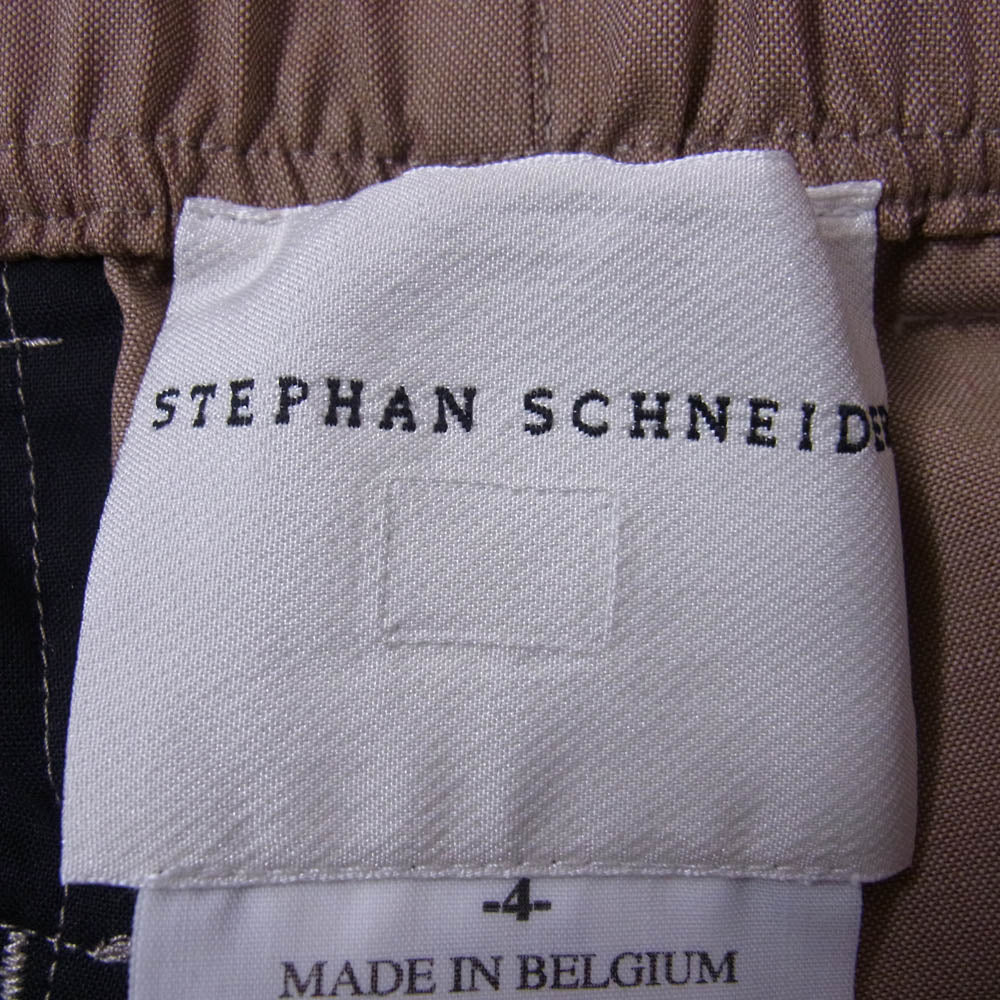 STEPHAN SCHNEIDER
-4-
MADE IN BELGIUM